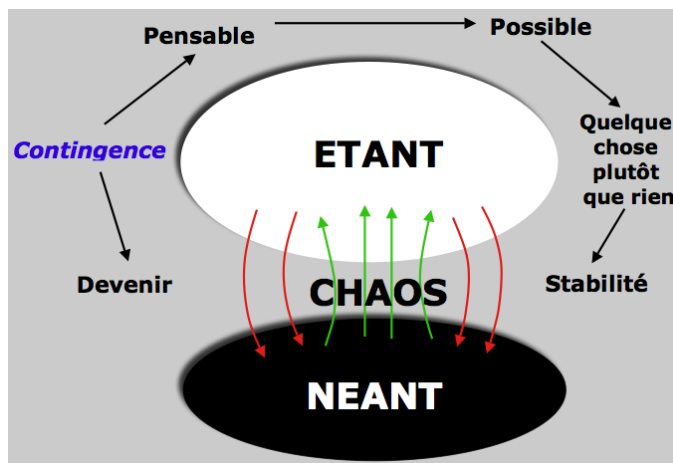 Pensable
Possible
Contingence
ETANT
Quelque
chose
plutôt
que rien
Devenir
CHAOS
Stabilité
NEANT